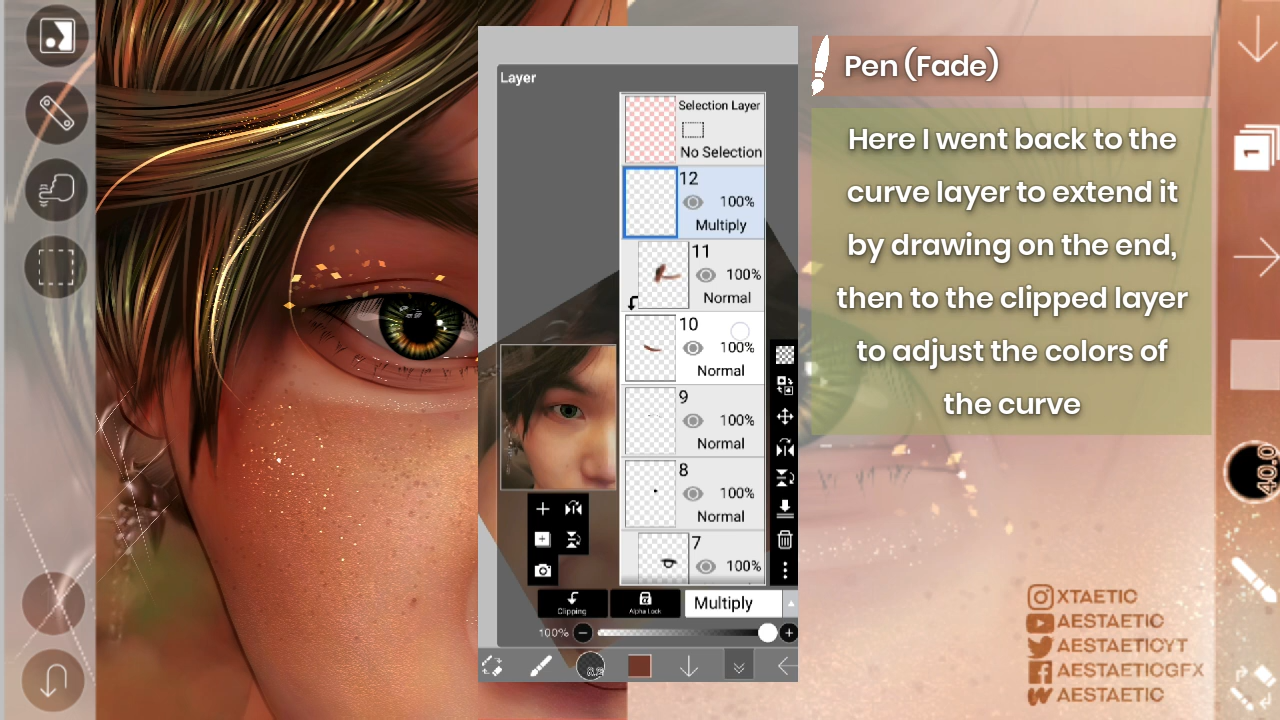 Layer
Selection Layer
No Selection
12
100%
Multiply
11
100%
Normal
10
100%
Normal
9
100%
Normal
8
100%
Normal
7
100%
Clipping
Alpha Lock
Multiply
100%
Pen (Fade)
Here I went back to the
curve layer to extend it
by drawing on the end,
then to the clipped layer
to adjust the colors of
the curve
1
40.0
XTAETIC
AESTAETIC
AESTAETICYT
AESTAETICGFX
AESTAETIC